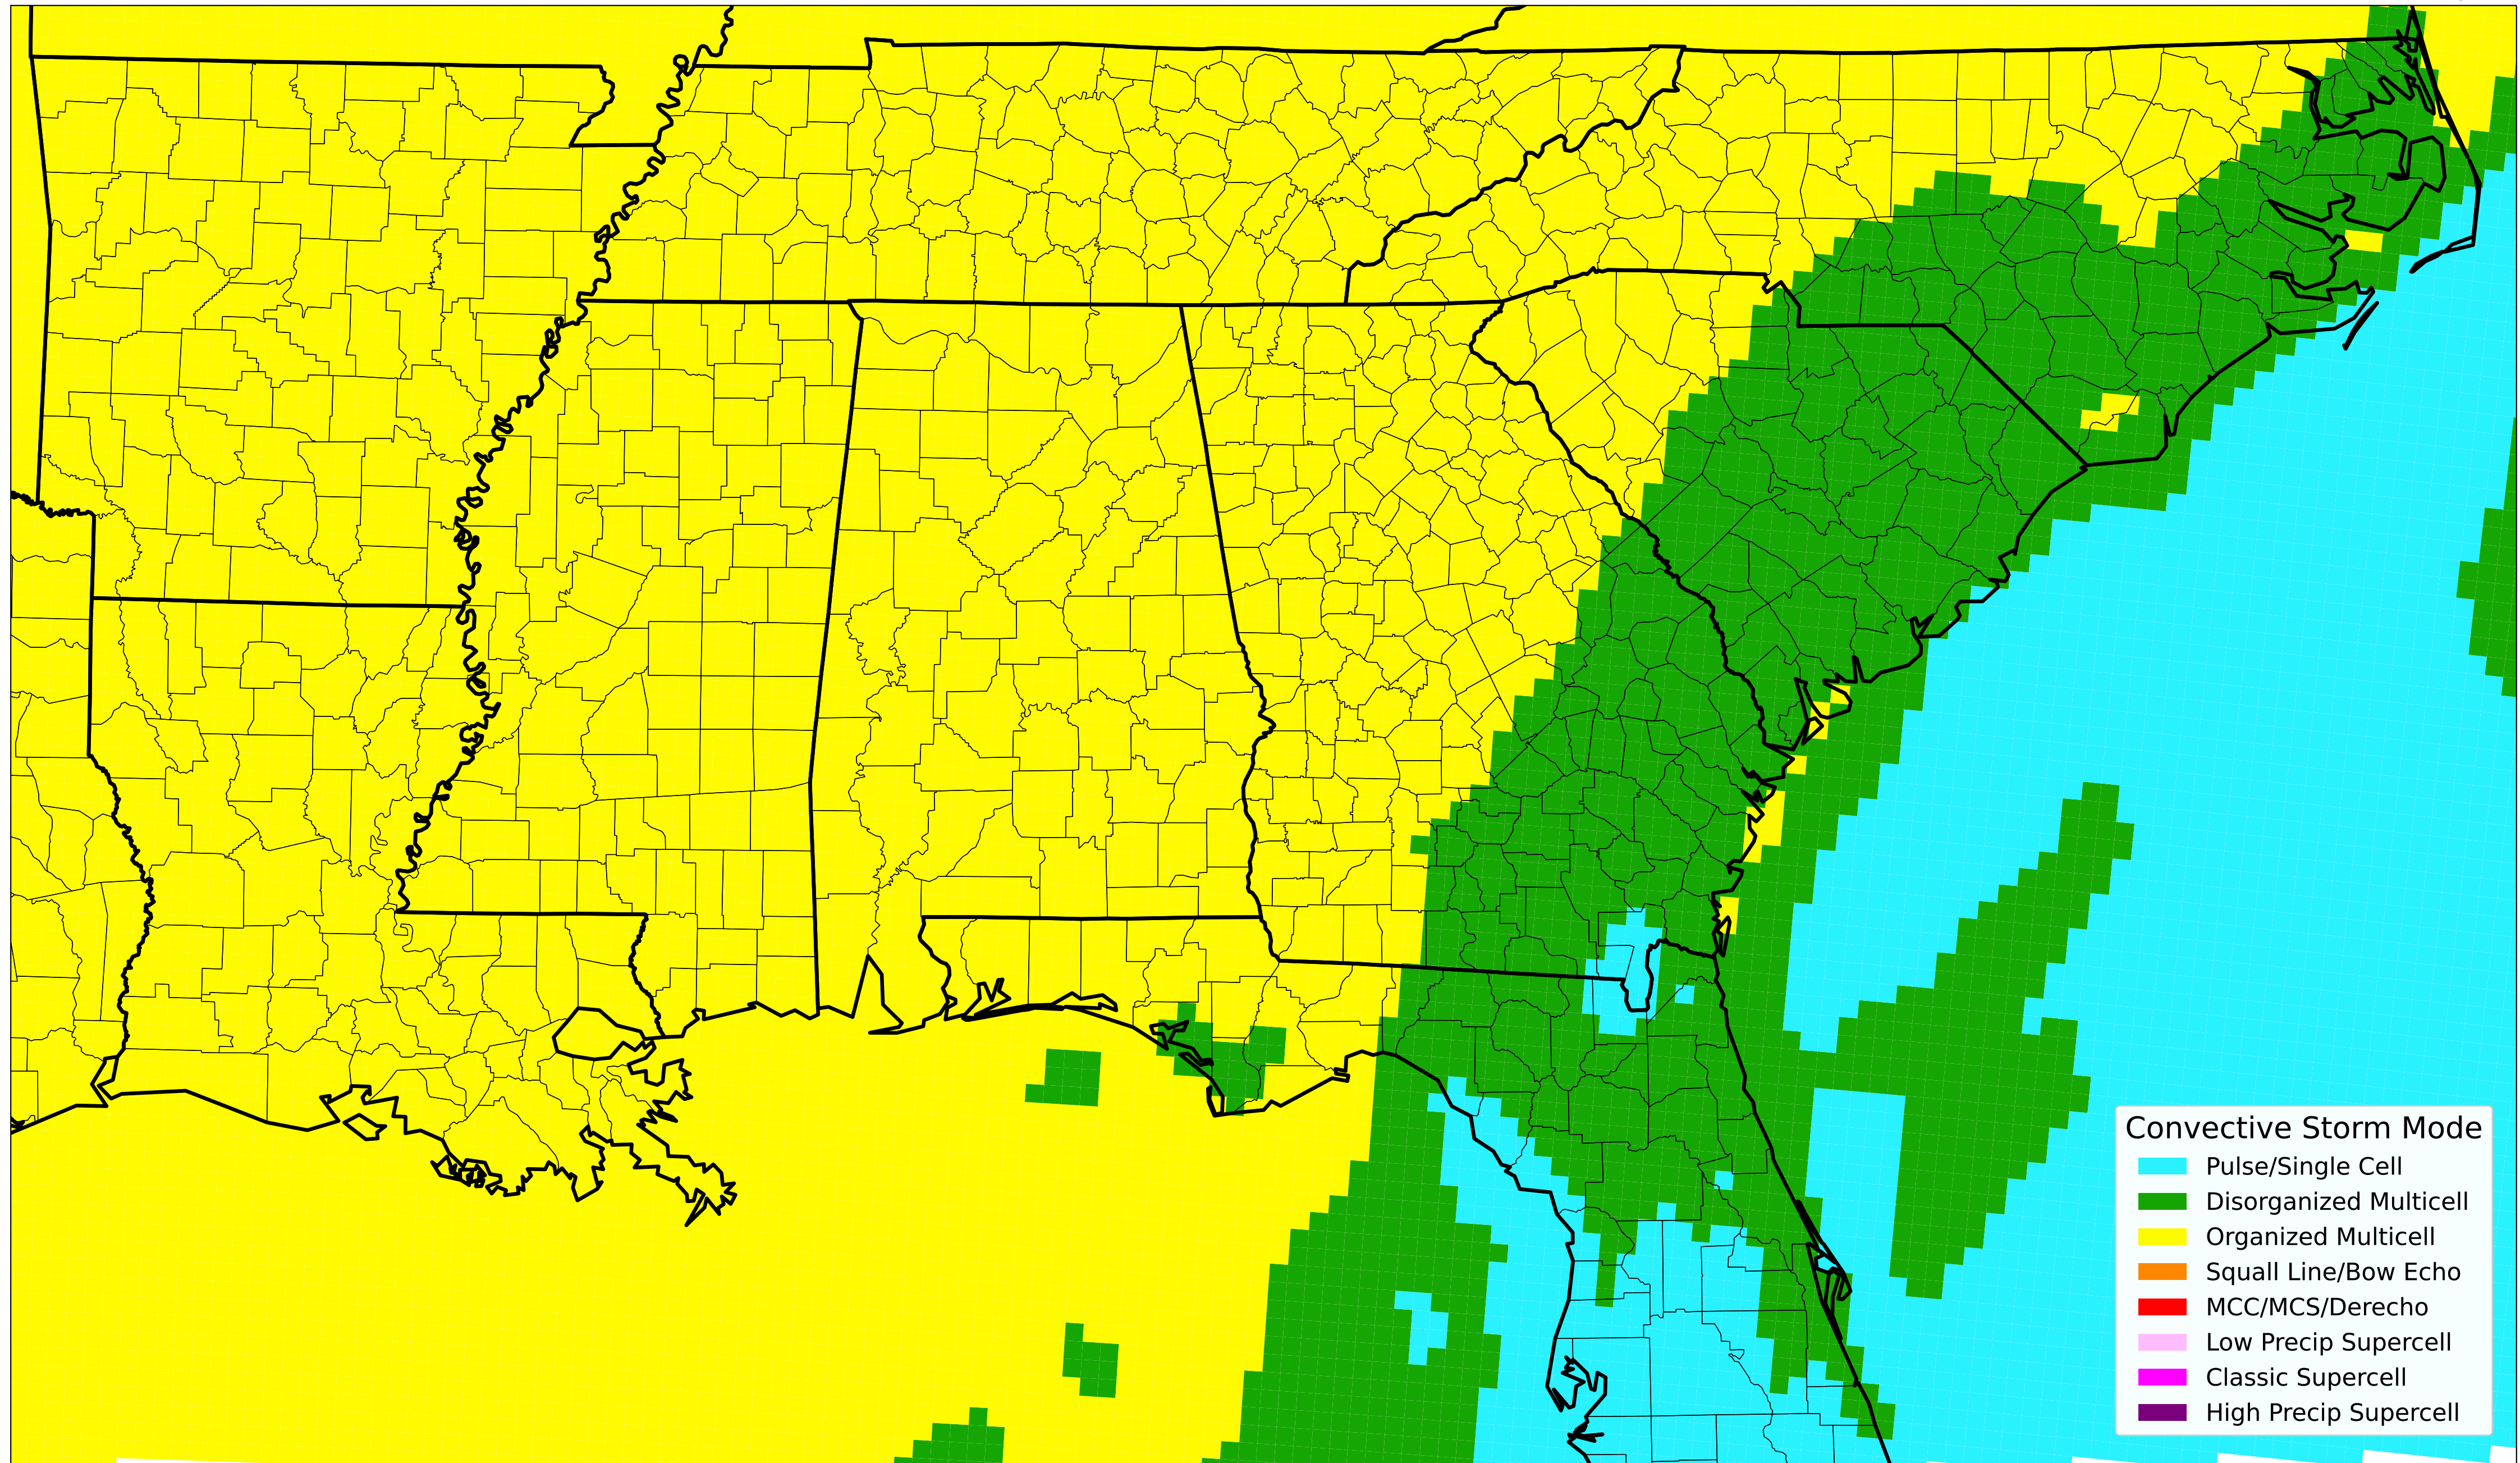 Convective Storm Mode
Pulse/Single Cell
Disorganized Multicell
Organized Multicell
Squall Line/Bow Echo
MCC/MCS/Derecho
Low Precip Supercell
Classic Supercell
High Precip Supercell